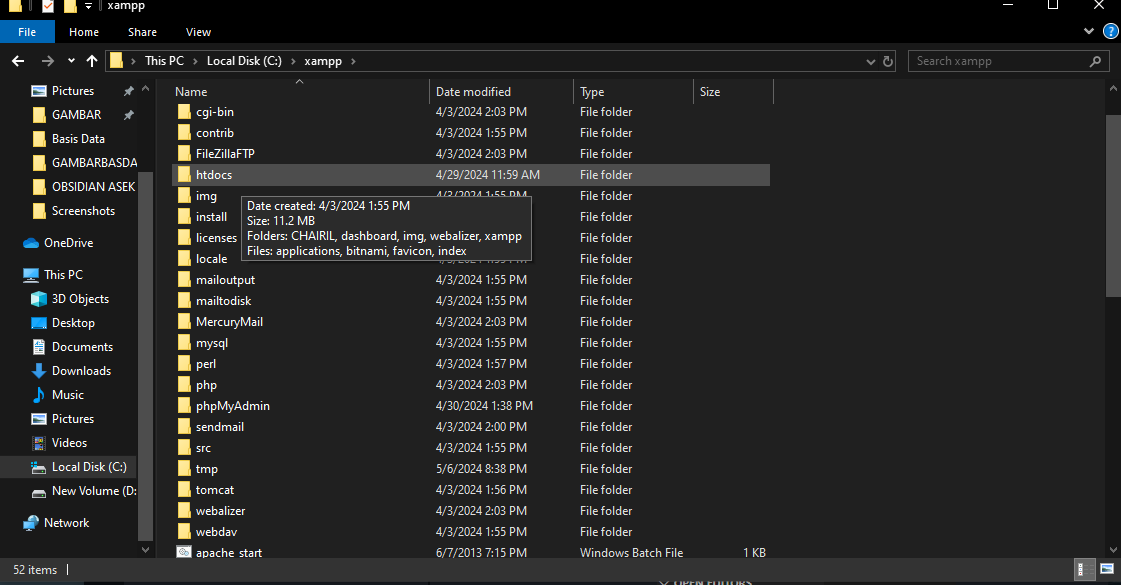 xampp
File Home Share View
This PC Local Disk (C:) xampp
Search xampp
Pictures
GAMBAR
Basis Data
GAMBARBASDA
OBSIDIAN ASEK
Screenshots
OneDrive
This PC
3D Objects
Desktop
Documents
Downloads
Music
Pictures
Videos
Local Disk (C:)
New Volume (D:
Network
Name Date modified Type Size
cgi-bin 4/3/2024 2:03 PM File folder
contrib 4/3/2024 1:55 PM File folder
FileZillaFTP 4/3/2024 2:03 PM File folder
htdocs 4/29/2024 11:59 AM File folder
img 4/3/2024 1:55 PM File folder
install File folder
licenses File folder
locale File folder
Date created: 4/3/2024 1:55 PM
Size: 11.2 MB
Folders: CHAIRIL, dashboard, img, webalizer, xampp
Files: applications, bitnami, favicon, index
mailoutput 4/3/2024 1:55 PM File folder
mailtodisk 4/3/2024 1:55 PM File folder
MercuryMail 4/3/2024 2:03 PM File folder
mysql 4/3/2024 1:55 PM File folder
perl 4/3/2024 1:57 PM File folder
php 4/3/2024 2:03 PM File folder
phpMyAdmin 4/30/2024 1:38 PM File folder
sendmail 4/3/2024 2:00 PM File folder
src 4/3/2024 1:55 PM File folder
tmp 5/6/2024 8:38 PM File folder
tomcat 4/3/2024 1:56 PM File folder
webalizer 4/3/2024 2:03 PM File folder
webdav 4/3/2024 1:55 PM File folder
apache_start 6/7/2013 7:15 PM Windows Batch File 1 KB
52 items
OPEN EDITORS